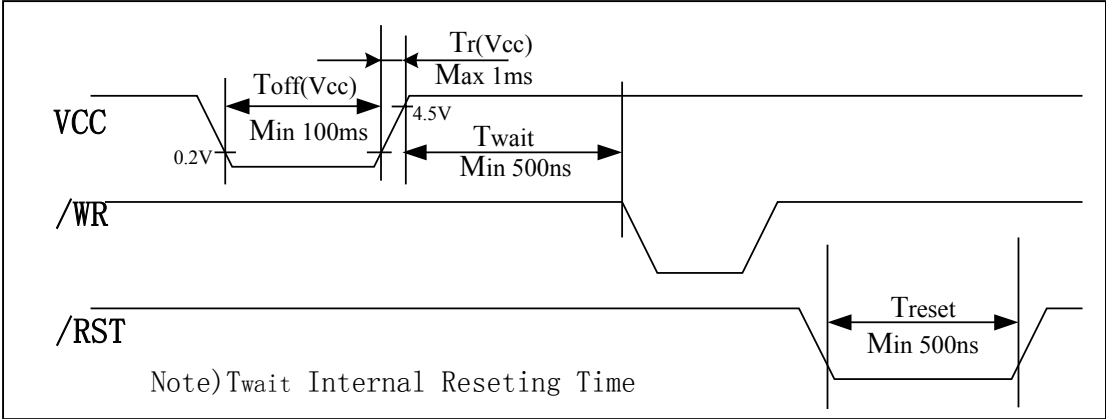 Tr(Vcc)
Max 1ms
Toff(Vcc)
Min 100ms
VCC
4.5V
0.2V
Twait
Min 500ns
/WR
/RST
Treset
Min 500ns
Note)Twait Internal Reseting Time